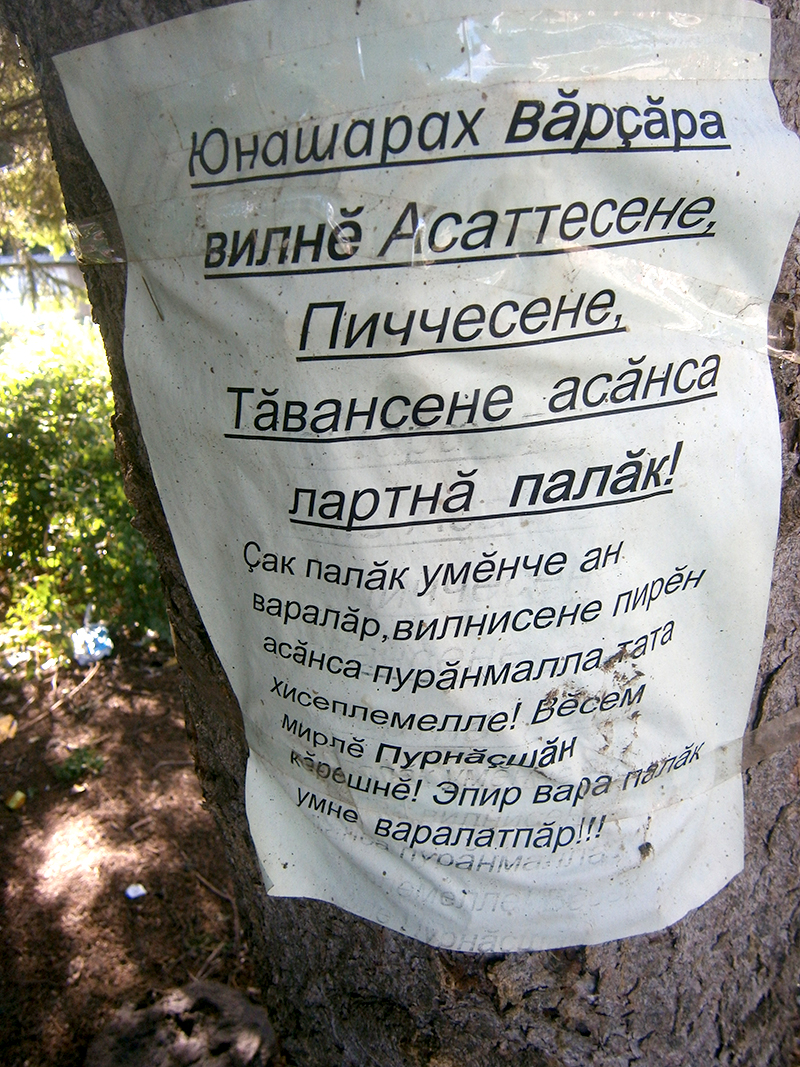 Юнашарах вӑрҫӑра
вилнӗ Асаттесене,
Пиччесене,
Тӑвансене асӑнса
лартнӑ палӑк!
Ҫак палӑк умӗнче ан
варалӑр,вилнисене пирӗн
асӑнса пурӑнмалла тата
хисеплемелле! Вӗсем
мирлӗ Пурнӑсшӑн
кӗрешнӗ! Эпир вара палӑк
умне варалатпӑр!!!